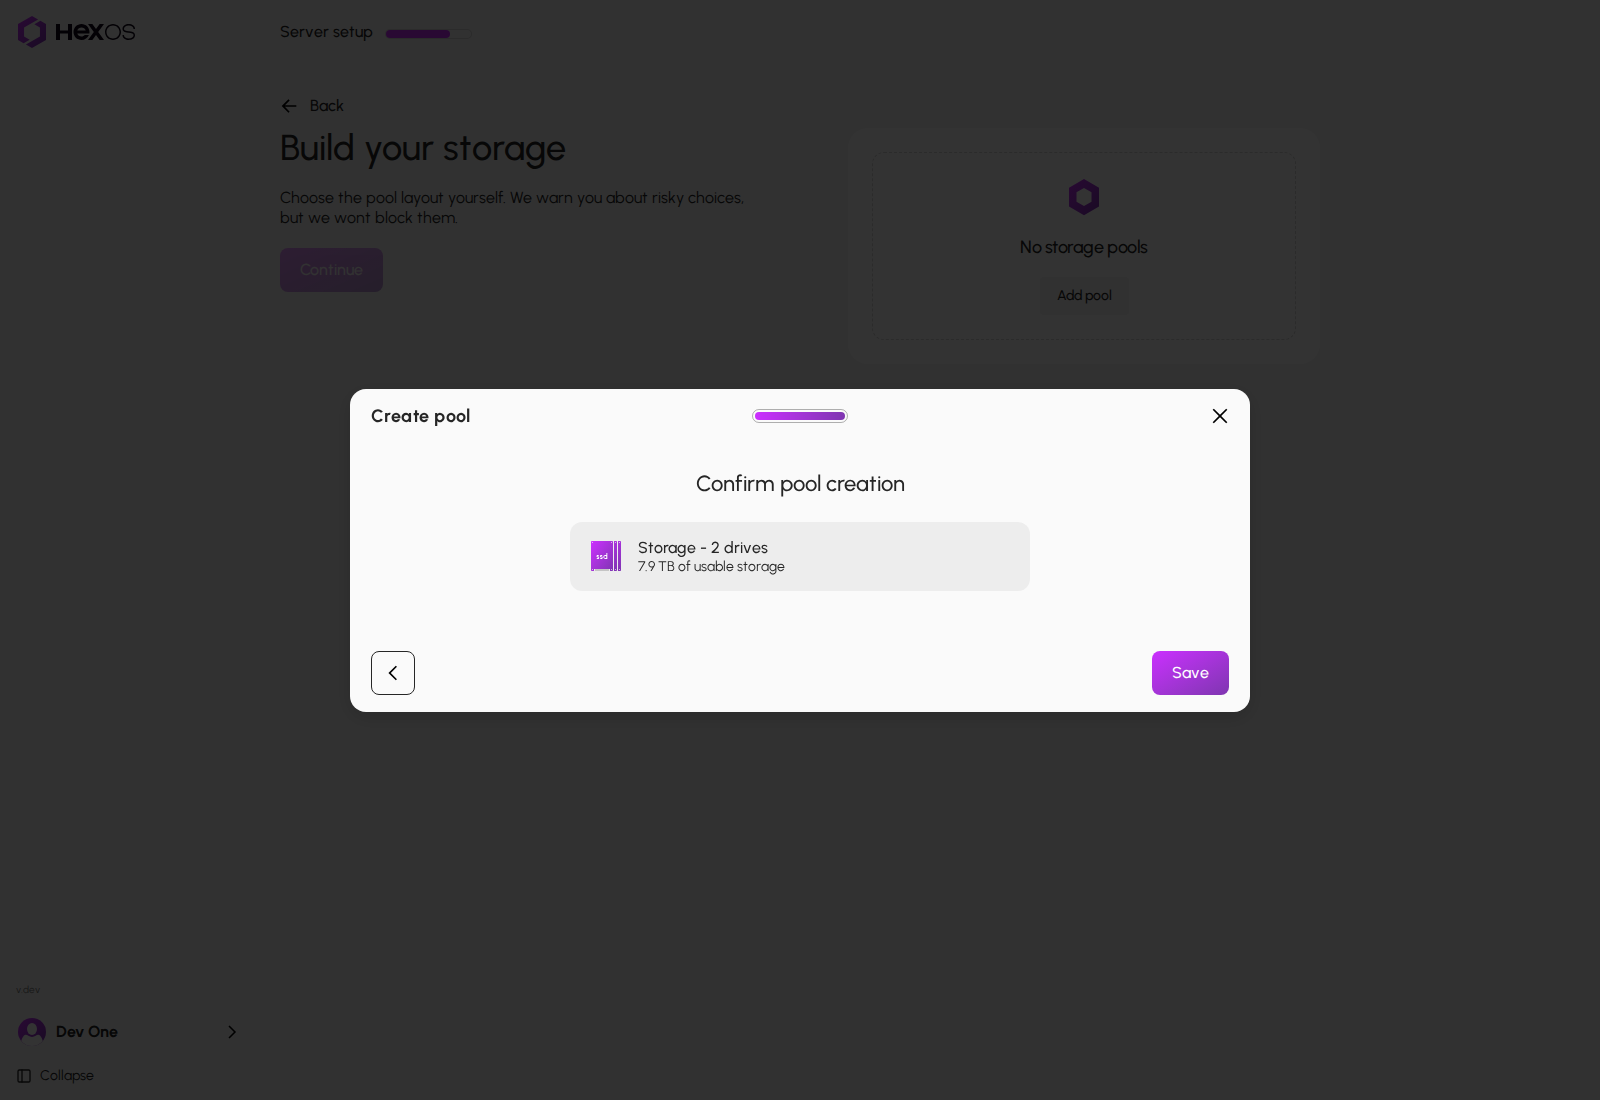 HexOS
Server setup
Back
Build your storage
Choose the pool layout yourself. We warn you about risky choices,
but we wont block them.
Continue
No storage pools
Add pool
Create pool
Confirm pool creation
ssd
Storage - 2 drives
7.9 TB of usable storage
Save
v.dev
Dev One
Collapse